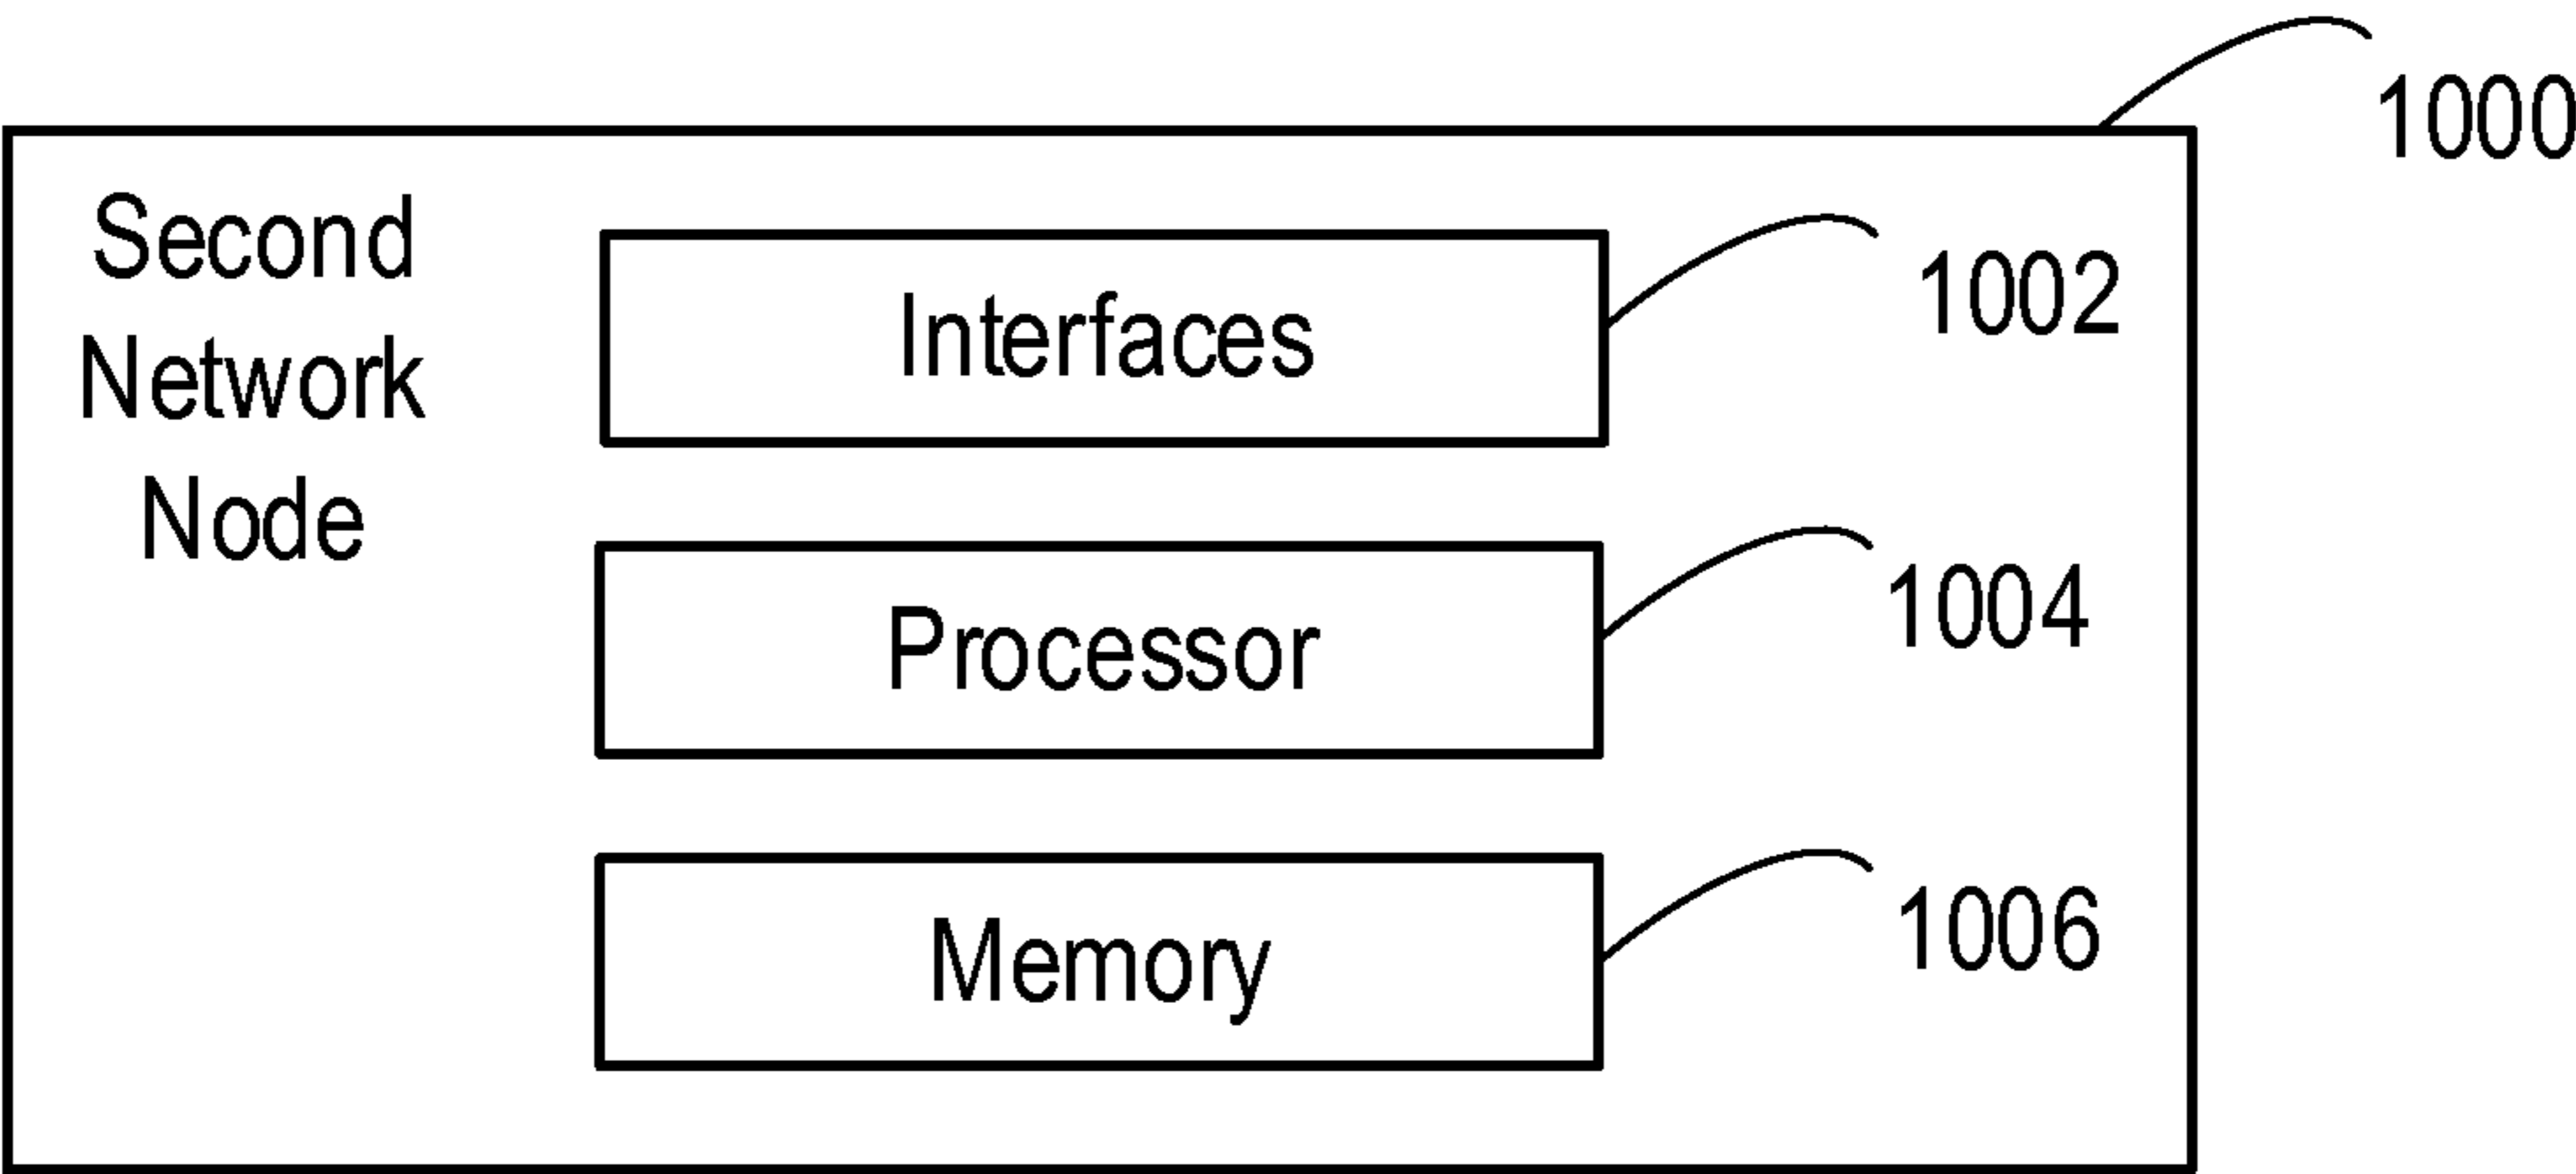 1000
Second
Network
Node
Interfaces
1002
Processor
1004
Memory
1006